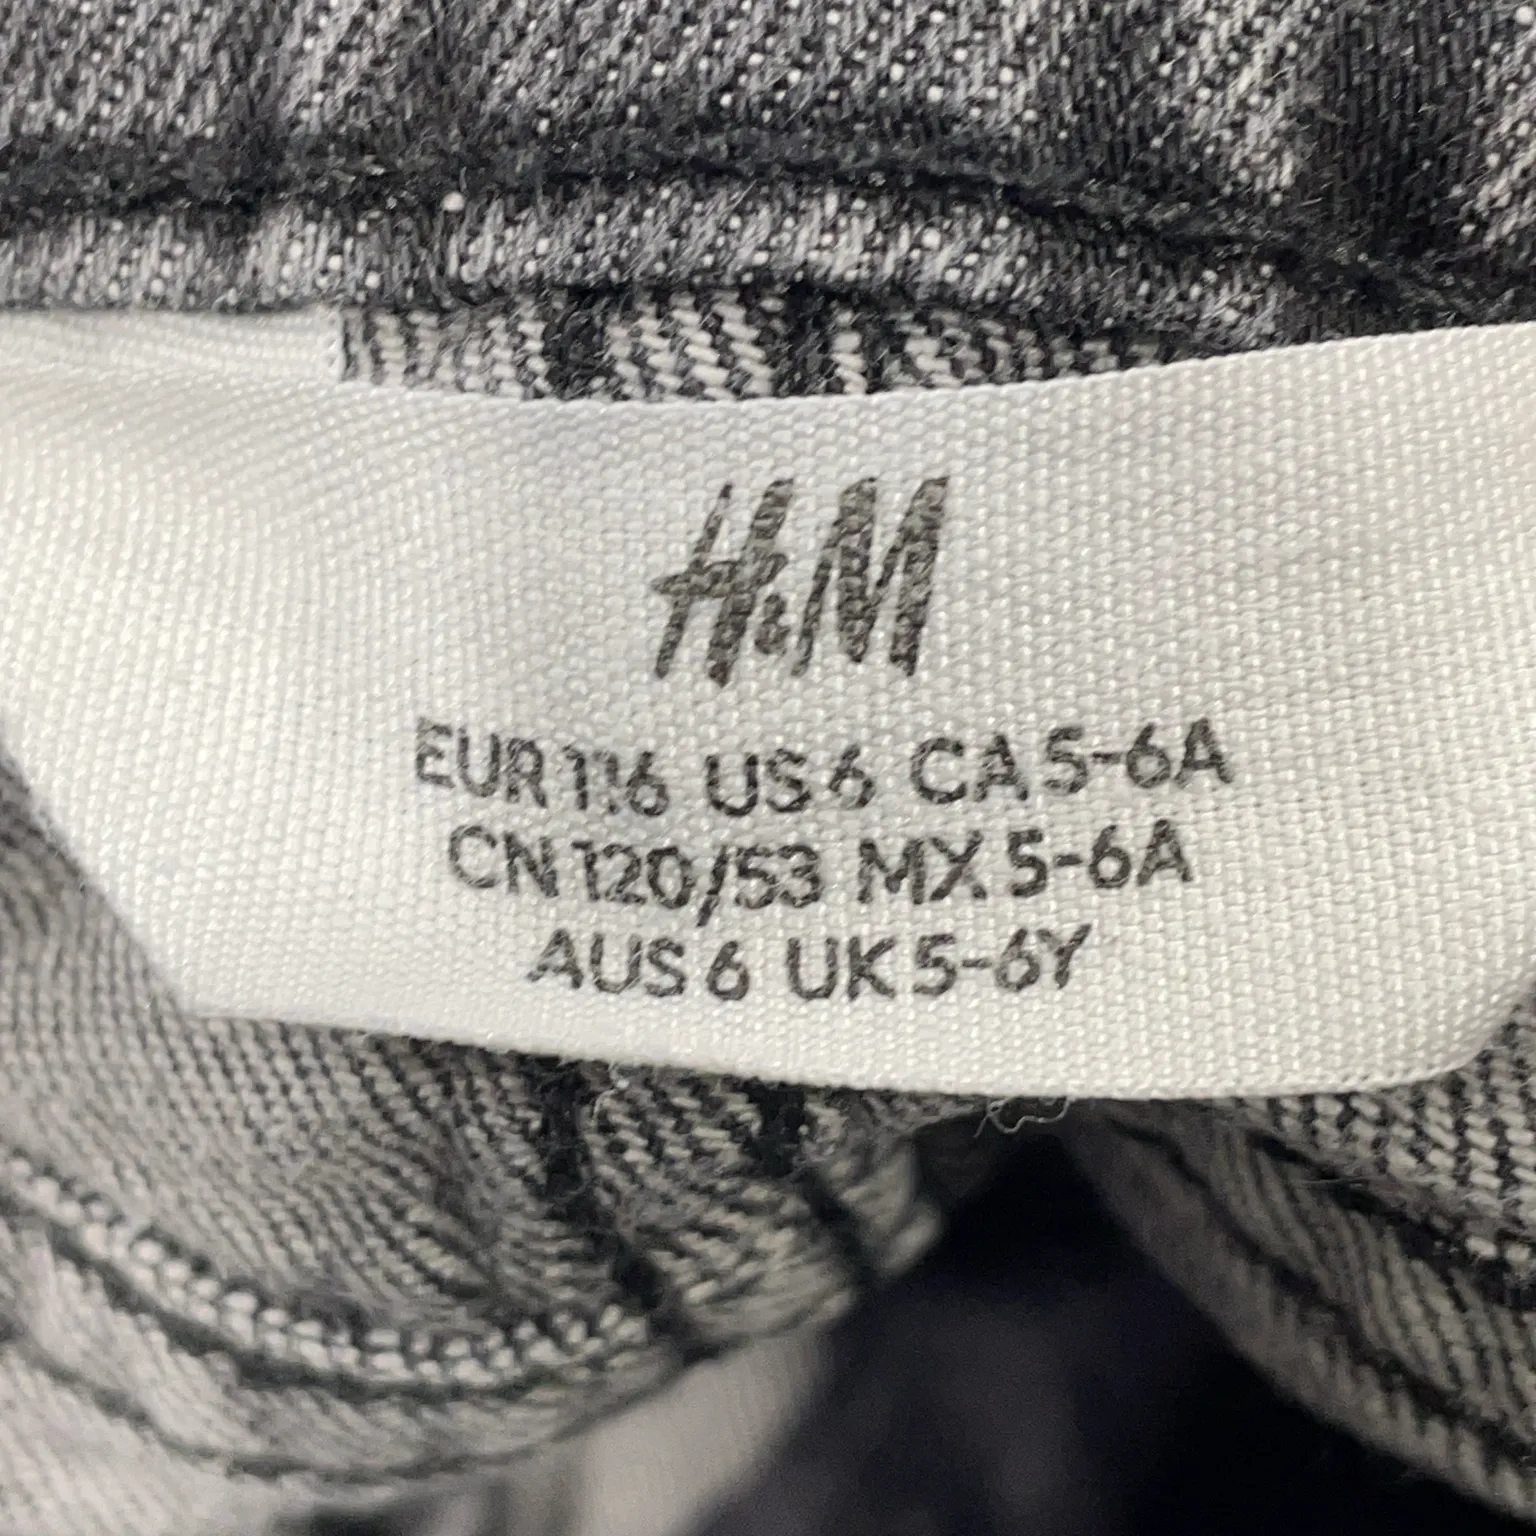 H&M
EUR 116 US 6 CA 5-6A
CN 120/53 MX 5-6A
AUS 6 UK 5-6Y